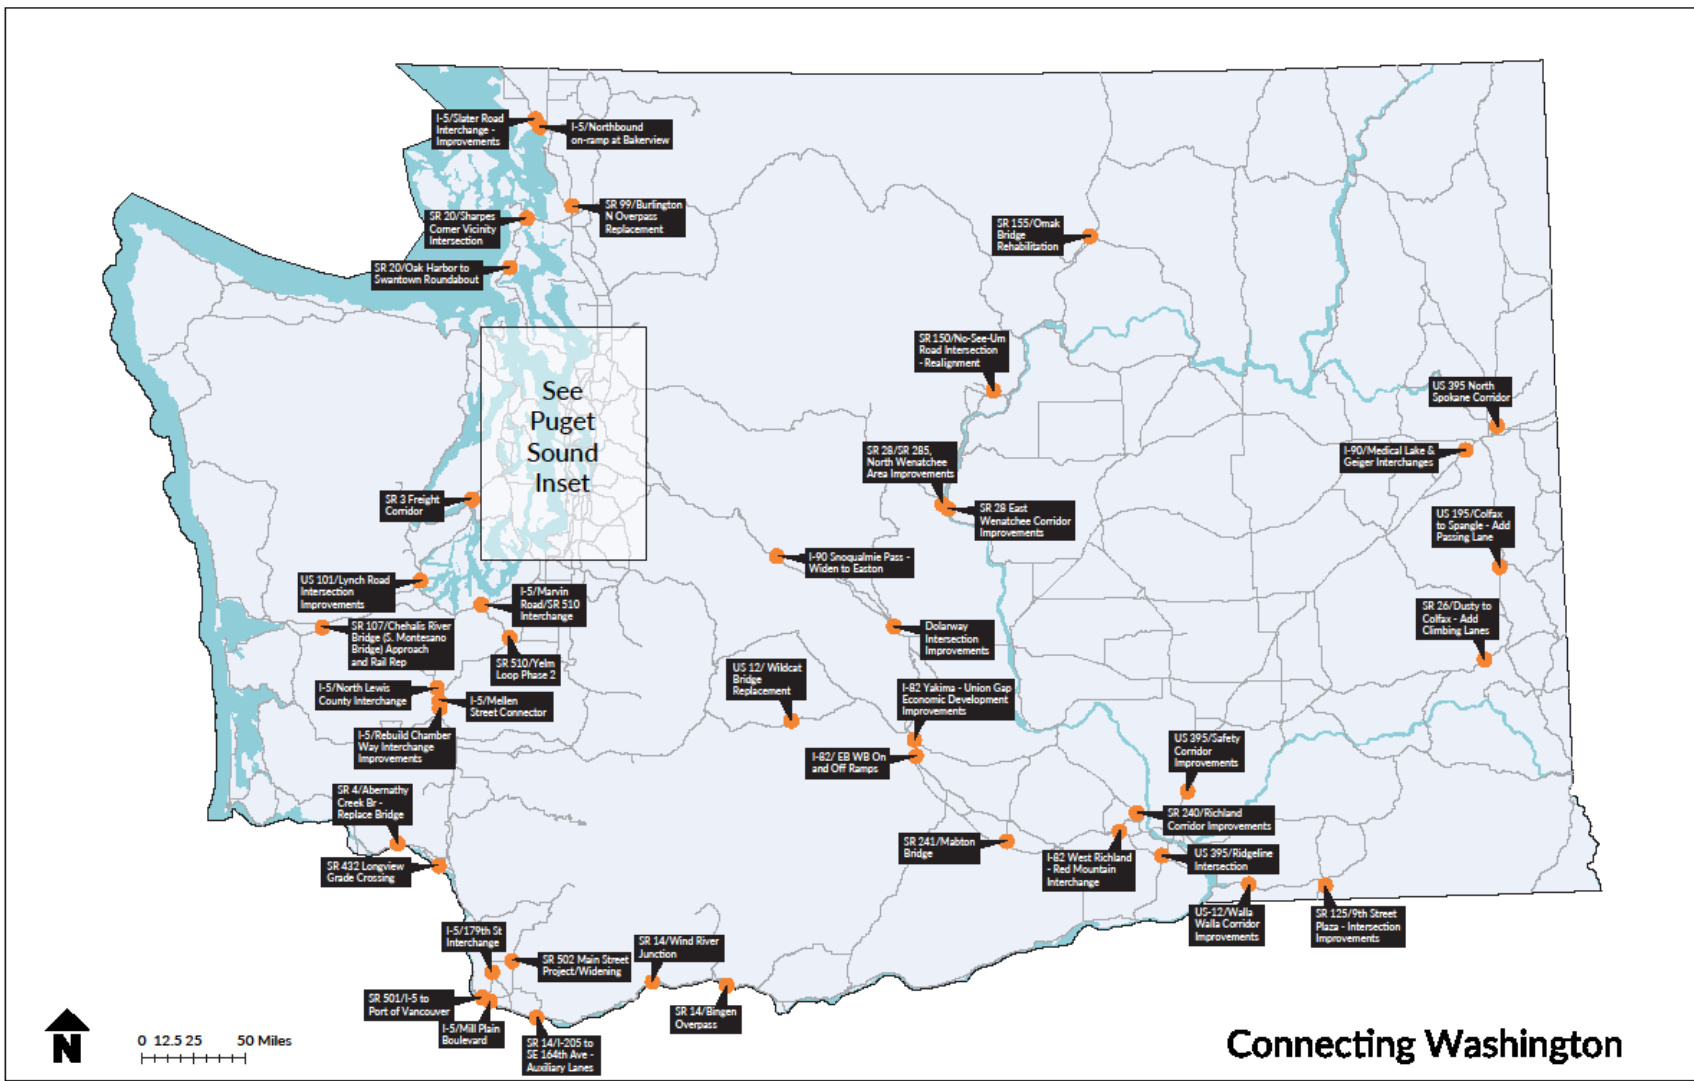 I-5/Slater Road
Interchange -
Improvements
I-5/Northbound
on-ramp at Bakerview
SR 20/Sharpes
Corner Vicinity
Intersection
SR 99/Burlington
N Overpass
Replacement
SR 155/Omak
Bridge
Rehabilitation
SR 20/Oak Harbor to
Swantown Roundabout
SR 150/No-See-Um
Road Intersection
- Realignment
See
Puget
Sound
Inset
US 395 North
Spokane Corridor
SR 28/SR 285,
North Wenatchee
Area Improvements
I-90/Medical Lake &
Geiger Interchanges
SR 3 Freight
Corridor
SR 28 East
Wenatchee Corridor
Improvements
US 195/Colfax
to Spangle - Add
Passing Lane
I-90 Snoqualmie Pass -
Widen to Easton
US 101/Lynch Road
Intersection
Improvements
I-5/Marvin
Road/SR 510
Interchange
SR 26/Dusty to
Colfax - Add
Climbing Lanes
SR 107/Chehalis River
Bridge (S. Montesano
Bridge) Approach
and Rail Rep
Dolarway
Intersection
Improvements
SR 510/Yelm
Loop Phase 2
US 12/ Wildcat
Bridge
Replacement
I-5/North Lewis
County Interchange
I-5/Mellen
Street Connector
I-82 Yakima - Union Gap
Economic Development
Improvements
I-5/Rebuild Chamber
Way Interchange
Improvements
I-82/ EB WB On
and Off Ramps
US 395/Safety
Corridor
Improvements
SR 4/Abernathy
Creek Br -
Replace Bridge
SR 240/Richland
Corridor Improvements
SR 241/Mabton
Bridge
I-82 West Richland
- Red Mountain
Interchange
US 395/Ridgeline
Intersection
SR 432 Longview
Grade Crossing
US-12/Walla
Walla Corridor
Improvements
SR 125/9th Street
Plaza - Intersection
Improvements
I-5/179th St
Interchange
SR 502 Main Street
Project/Widening
SR 14/Wind River
Junction
SR 501/I-5 to
Port of Vancouver
I-5/Mill Plain
Boulevard
SR 14/Bingen
Overpass
SR 14/I-205 to
SE 164th Ave -
Auxiliary Lanes
N
0 12.5 25 50 Miles
Connecting Washington